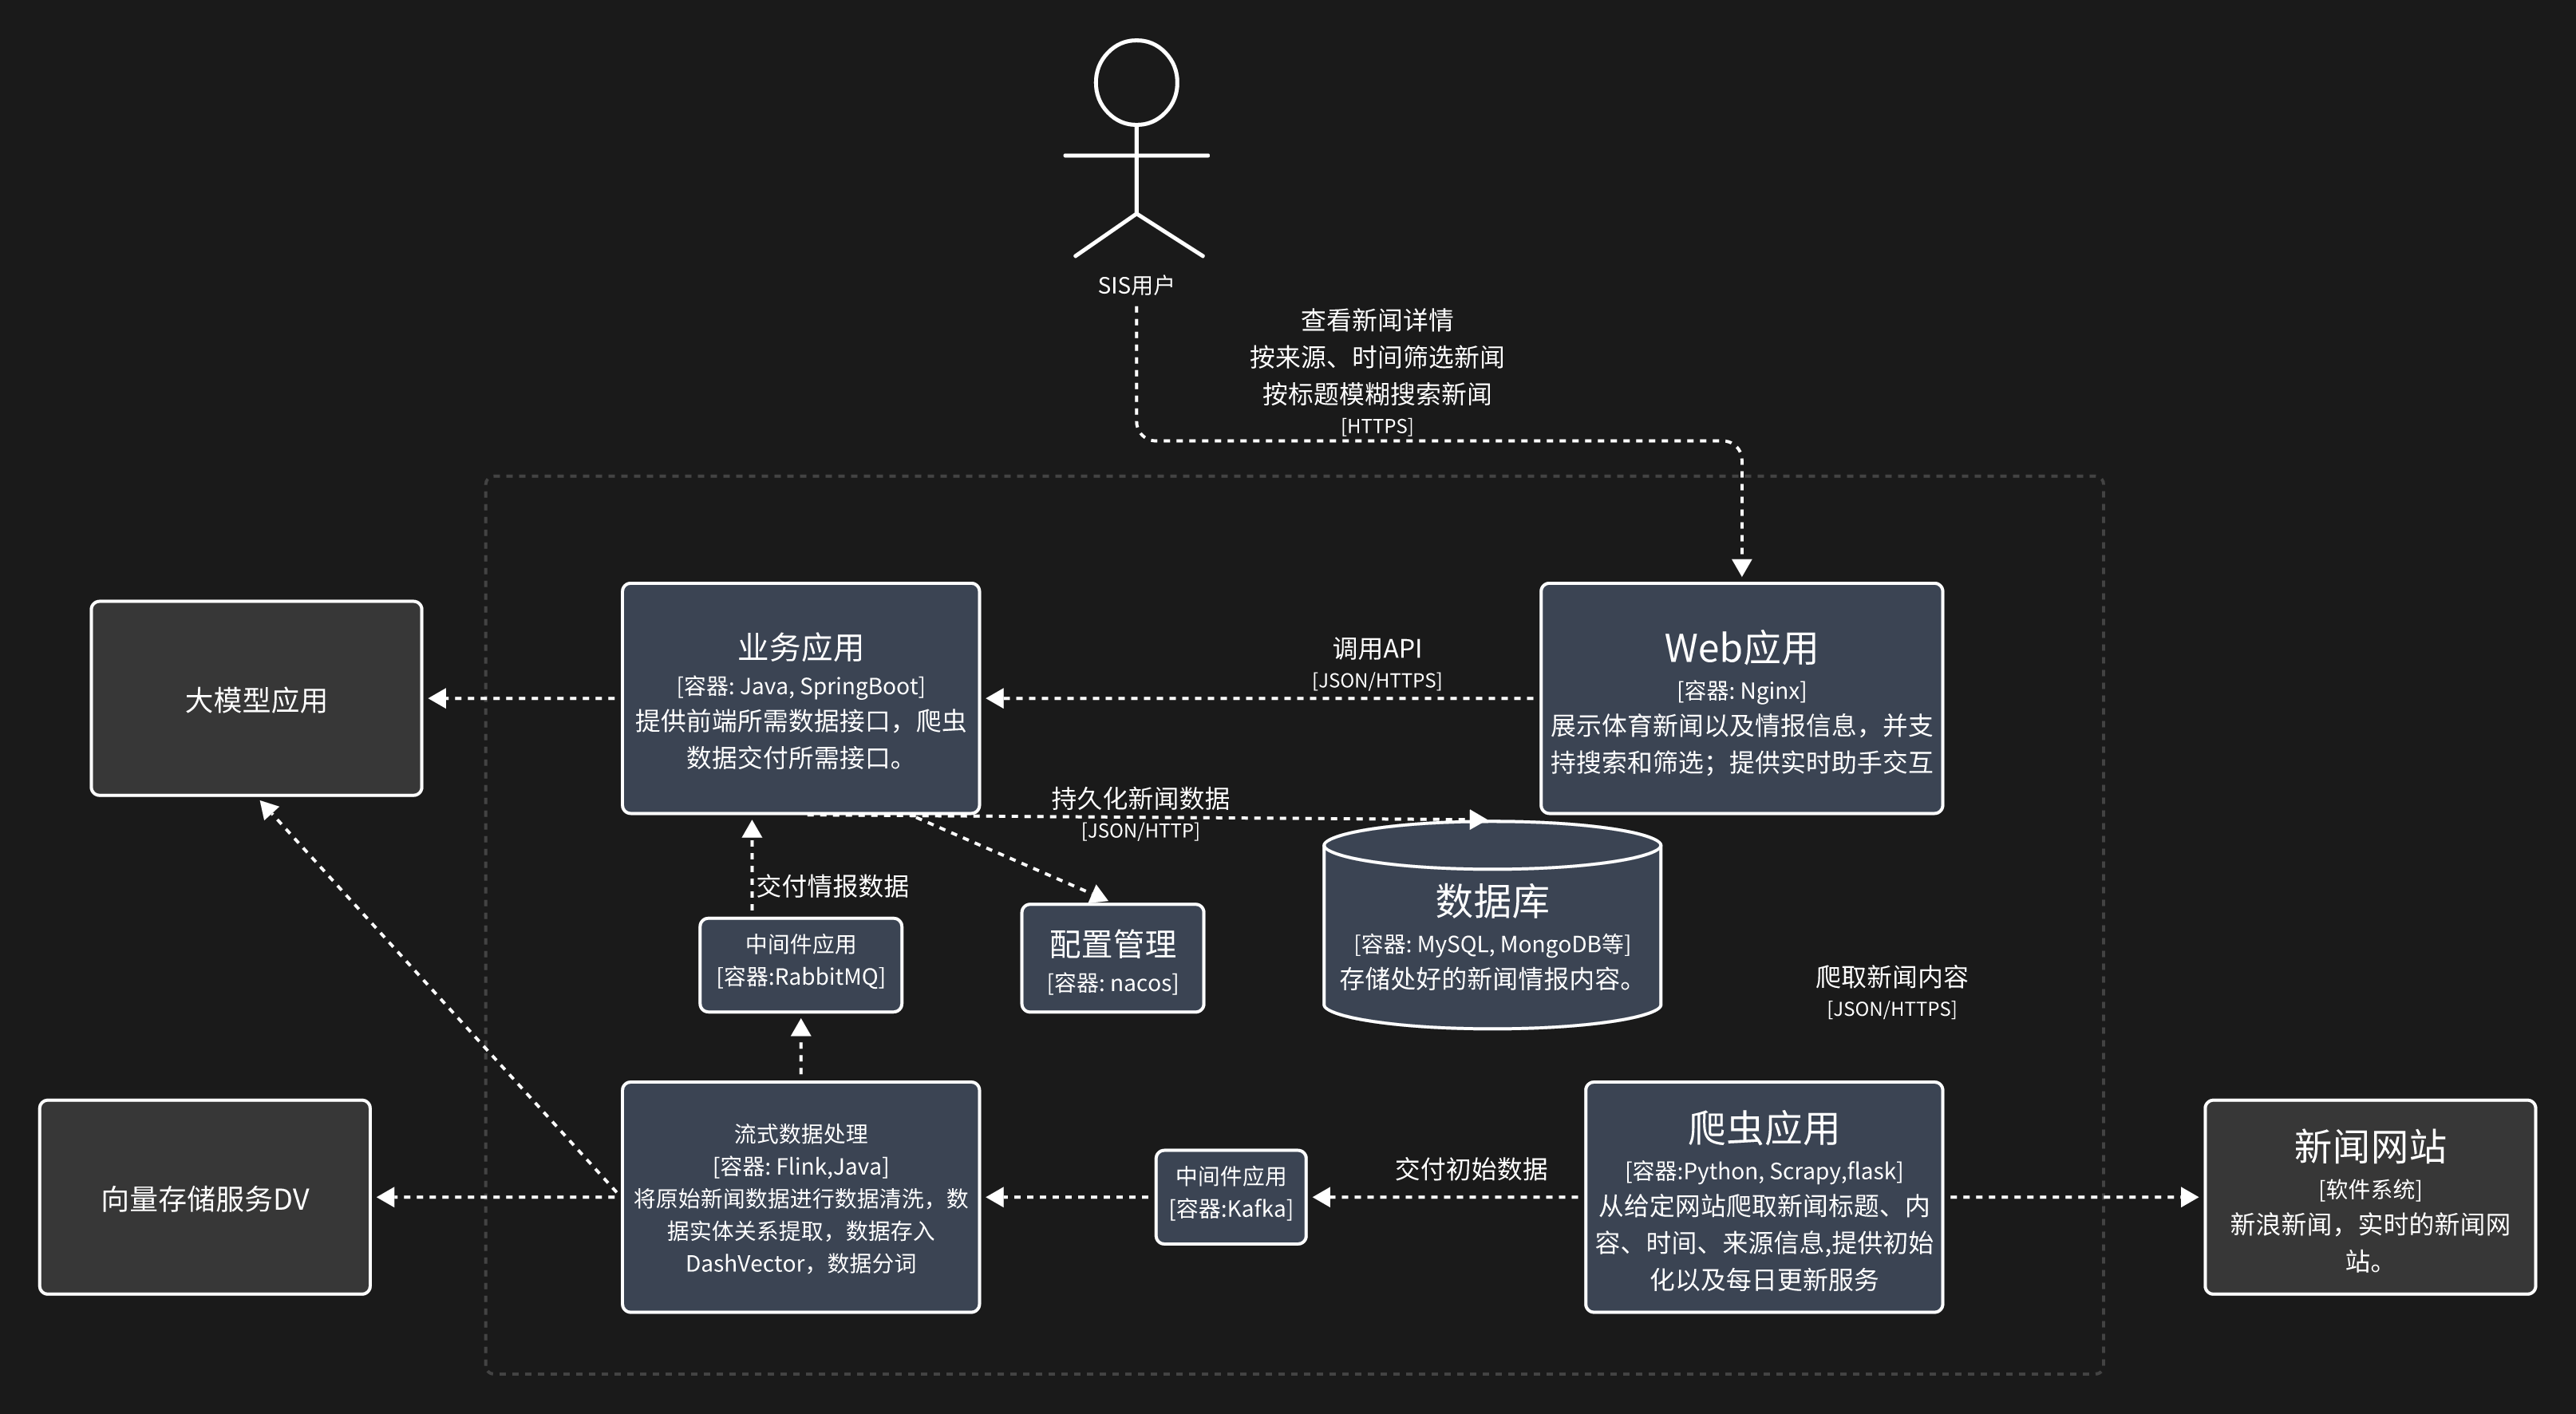 SIS用户
查看新闻详情
按来源、时间筛选新闻
按标题模糊搜索新闻
[HTTPS]
大模型应用
业务应用
[容器: Java, SpringBoot]
提供前端所需数据接口，爬虫
数据交付所需接口。
调用API
[JSON/HTTPS]
Web应用
[容器: Nginx]
展示体育新闻以及情报信息，并支
持搜索和筛选；提供实时助手交互
持久化新闻数据
[JSON/HTTP]
交付情报数据
中间件应用
[容器:RabbitMQ]
配置管理
[容器: nacos]
数据库
[容器: MySQL, MongoDB等]
存储处好的新闻情报内容。
爬取新闻内容
[JSON/HTTPS]
向量存储服务DV
流式数据处理
[容器: Flink,Java]
将原始新闻数据进行数据清洗，数
据实体关系提取，数据存入
DashVector，数据分词
中间件应用
[容器:Kafka]
交付初始数据
爬虫应用
[容器:Python, Scrapy,flask]
从给定网站爬取新闻标题、内
容、时间、来源信息,提供初始
化以及每日更新服务
新闻网站
[软件系统]
新浪新闻，实时的新闻网
站。